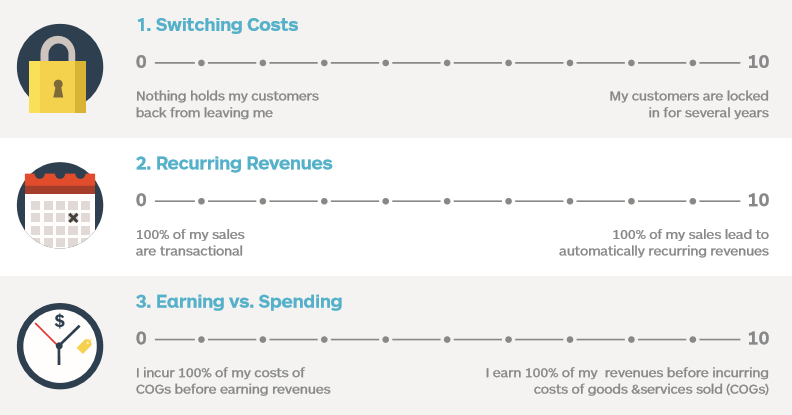 1. Switching Costs
0 10
Nothing holds my customers
back from leaving me
My customers are locked
in for several years
2. Recurring Revenues
0 10
100% of my sales
are transactional
100% of my sales lead to
automatically recurring revenues
$
3. Earning vs. Spending
0 10
I incur 100% of my costs of
COGs before earning revenues
I earn 100% of my  revenues before incurring
costs of goods &services sold (COGs)